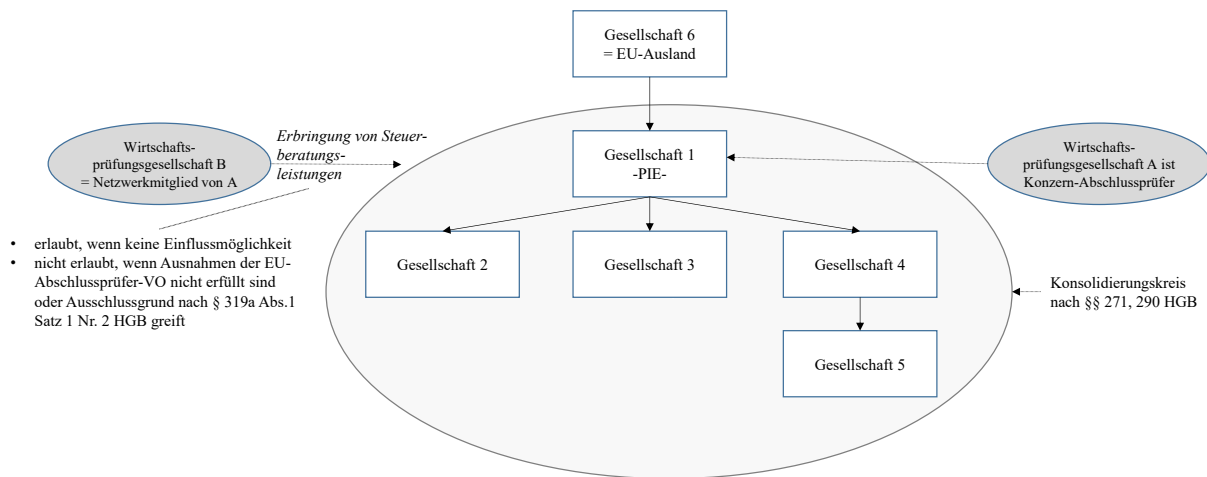 Gesellschaft 6
= EU-Ausland
Wirtschafts-
prüfungsgesellschaft B
= Netzwerkmitglied von A
Erbringung von Steuer-
beratungs-
leistungen
Gesellschaft 1
-PIE-
Wirtschafts-
prüfungsgesellschaft A ist
Konzern-Abschlussprüfer
• erlaubt, wenn keine Einflussmöglichkeit
• nicht erlaubt, wenn Ausnahmen der EU-
Abschlussprüfer-VO nicht erfüllt sind
oder Ausschlussgrund nach § 319a Abs.1
Satz 1 Nr. 2 HGB greift
Gesellschaft 2
Gesellschaft 3
Gesellschaft 4
Konsolidierungskreis
nach §§ 271, 290 HGB
Gesellschaft 5